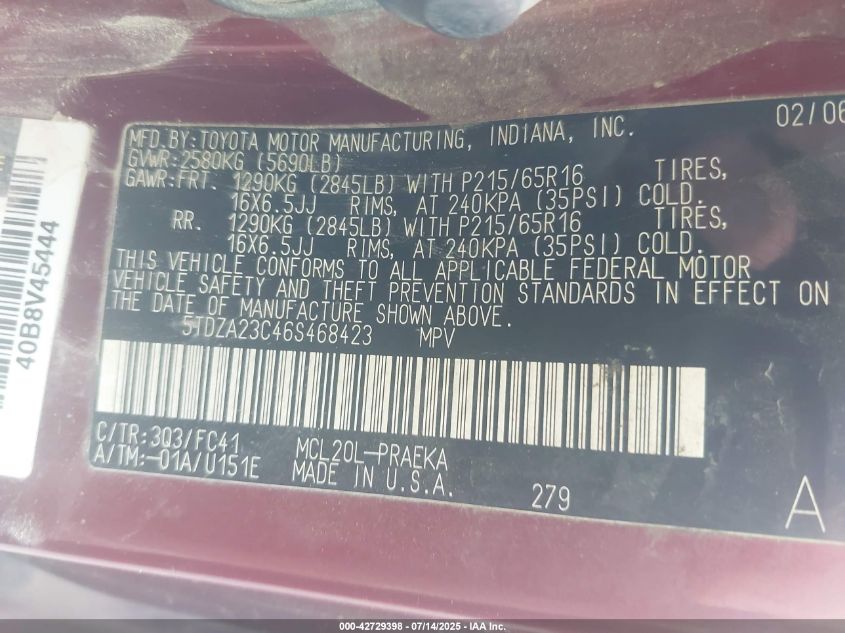 02/06
MFD.BY:TOYOTA MOTOR MANUFACTURING, INDIANA, INC.
GVWR:2580KG (5690LB)
GAWR:FRT. 1290KG (2845LB) WITH P215/65R16 TIRES,
16X6.5JJ RIMS, AT 240KPA (35PSI) COLD.
RR. 1290KG (2845LB) WITH P215/65R16 TIRES,
16X6.5JJ RIMS, AT 240KPA (35PSI) COLD.
THIS VEHICLE CONFORMS TO ALL APPLICABLE FEDERAL MOTOR
VEHICLE SAFETY AND THEFT PREVENTION STANDARDS IN EFFECT ON
THE DATE OF MANUFACTURE SHOWN ABOVE.
5TDZA23C46S468423 MPV
C/TR:3Q3/FC41 MCL20L-PRAEKA
A/TM:-01A/U151E MADE IN U.S.A. 279 A
40B8V45444
000-42729398 - 07/14/2025 - IAA Inc.